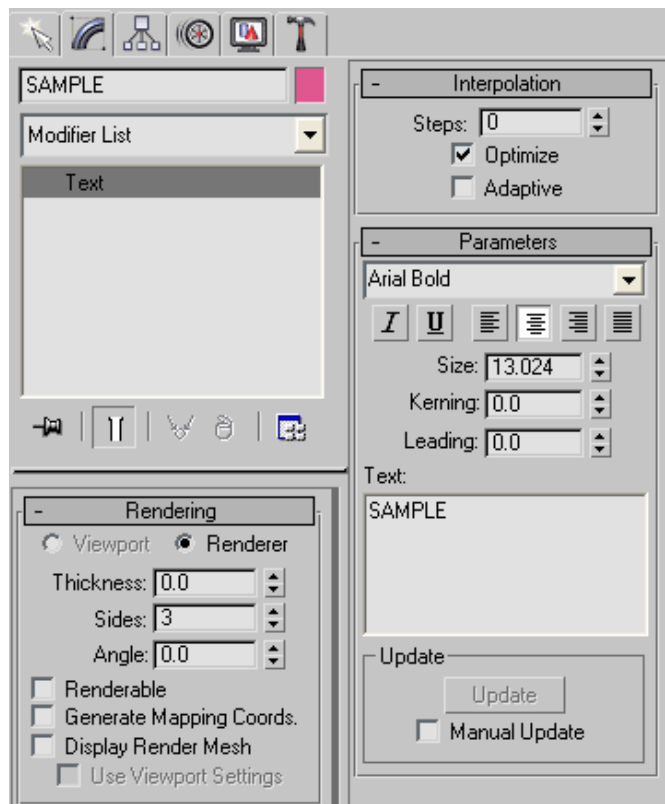 SAMPLE
Modifier List
Text
- Rendering
Viewport Renderer
Thickness: 0.0
Sides: 3
Angle: 0.0
Renderable
Generate Mapping Coords.
Display Render Mesh
Use Viewport Settings
- Interpolation
Steps: 0
Optimize
Adaptive
- Parameters
Arial Bold
I U
Size: 13.024
Kerning: 0.0
Leading: 0.0
Text:
SAMPLE
Update
Update
Manual Update